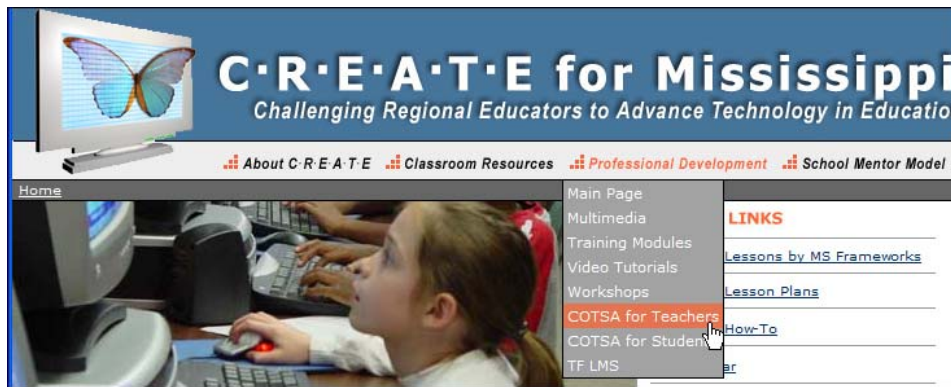 C·R·E·A·T·E for Mississippi
Challenging Regional Educators to Advance Technology in Educatio
About C·R·E·A·T·E Classroom Resources Professional Development School Mentor Model
Home
Main Page
Multimedia
Training Modules
Video Tutorials
Workshops
COTSA for Teachers
COTSA for Studen
TF LMS
LINKS
Lessons by MS Frameworks
Lesson Plans
How-To
ar